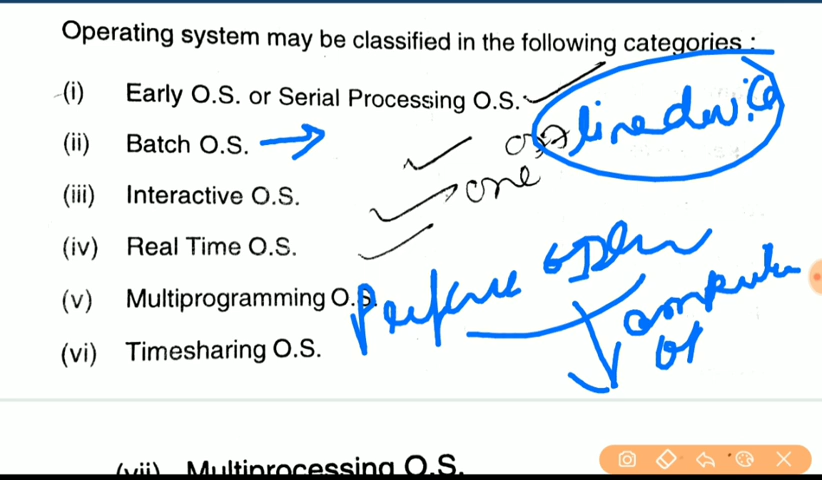 Operating system may be classified in the following categories :
(i) Early O.S. or Serial Processing O.S.
(ii) Batch O.S.
(iii) Interactive O.S.
one
(iv) Real Time O.S.
(v) Multiprogramming O.S.
(vi) Timesharing O.S.
(vii) Multiprocessing O.S.